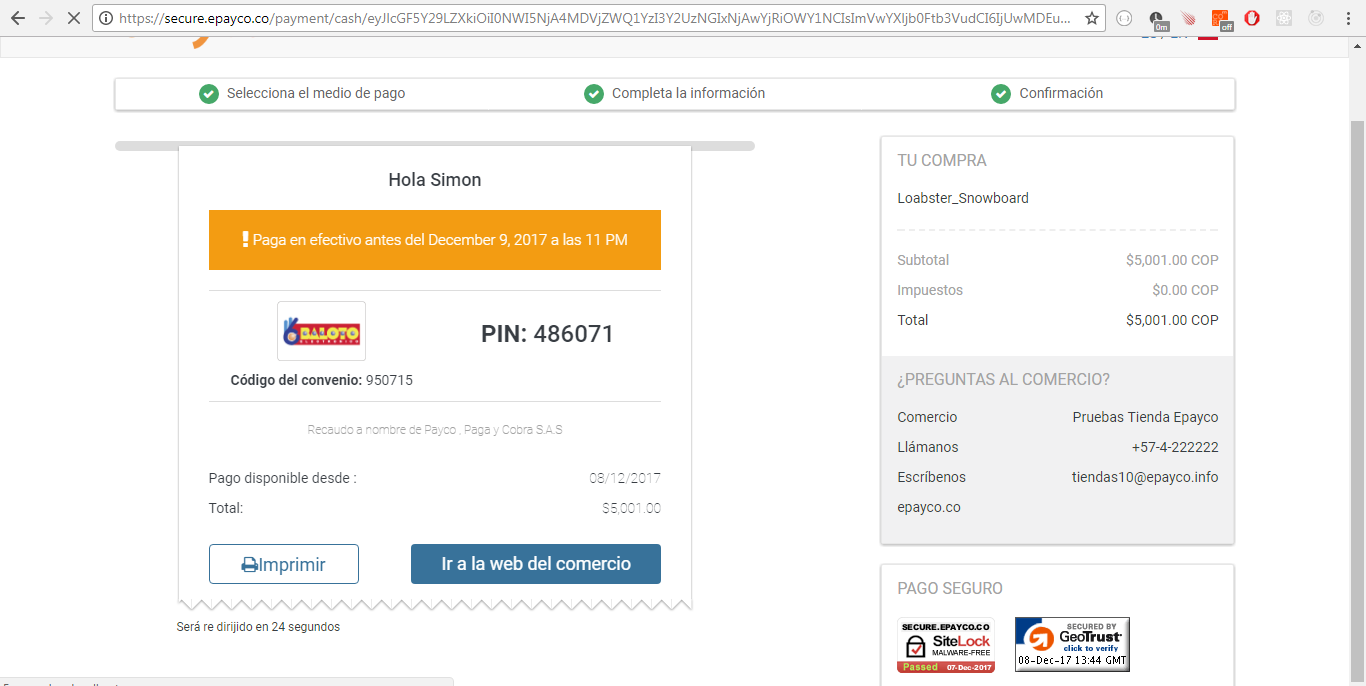 https://secure.epayco.co/payment/cash/eyJlcGF5Y29LZXkiOiI0NWI5NjA4MDVjZWQ1YzI3Y2UzNGIxNjAwYjRiOWY1NCIsImVwYXljb0Ftb3VudCI6IjUwMDEu...
0m
off
Selecciona el medio de pago
Completa la información
Confirmación
Hola Simon
Paga en efectivo antes del December 9, 2017 a las 11 PM
BALOTO
ELECTRONICO
PIN: 486071
Código del convenio: 950715
Recaudo a nombre de Payco , Paga y Cobra S.A.S
Pago disponible desde : 08/12/2017
Total: $5,001.00
Imprimir
Ir a la web del comercio
Será re dirijido en 24 segundos
TU COMPRA
Loabster_Snowboard
Subtotal $5,001.00 COP
Impuestos $0.00 COP
Total $5,001.00 COP
¿PREGUNTAS AL COMERCIO?
Comercio Pruebas Tienda Epayco
Llámanos +57-4-222222
Escríbenos tiendas10@epayco.info
epayco.co
PAGO SEGURO
SECURE.EPAYCO.CO
SiteLock
MALWARE-FREE
Passed 07-Dec-2017
SECURED BY
GeoTrust
click to verify
08-Dec-17 13:44 GMT